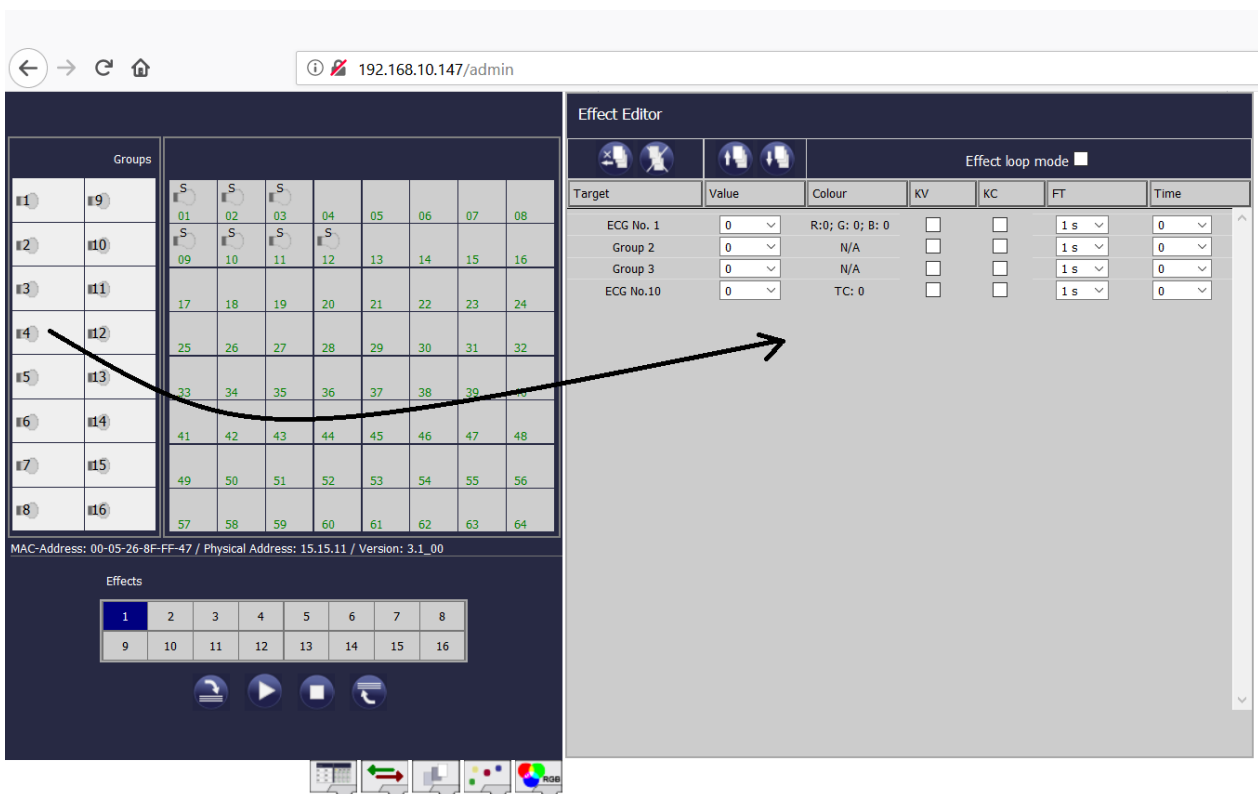 192.168.10.147/admin
Effect Editor
Groups
Effect loop mode
Target Value Colour KV KC FT Time
1 9
2 10
3 11
4 12
5 13
6 14
7 15
8 16
S S S
01 02 03 04 05 06 07 08
S S S S
09 10 11 12 13 14 15 16
17 18 19 20 21 22 23 24
25 26 27 28 29 30 31 32
33 34 35 36 37 38 39
41 42 43 44 45 46 47 48
49 50 51 52 53 54 55 56
57 58 59 60 61 62 63 64
ECG No. 1 0 R:0; G: 0; B: 0 1 s 0
Group 2 0 N/A 1 s 0
Group 3 0 N/A 1 s 0
ECG No.10 0 TC: 0 1 s 0
MAC-Address: 00-05-26-8F-FF-47 / Physical Address: 15.15.11 / Version: 3.1_00
Effects
1 2 3 4 5 6 7 8
9 10 11 12 13 14 15 16
RGB